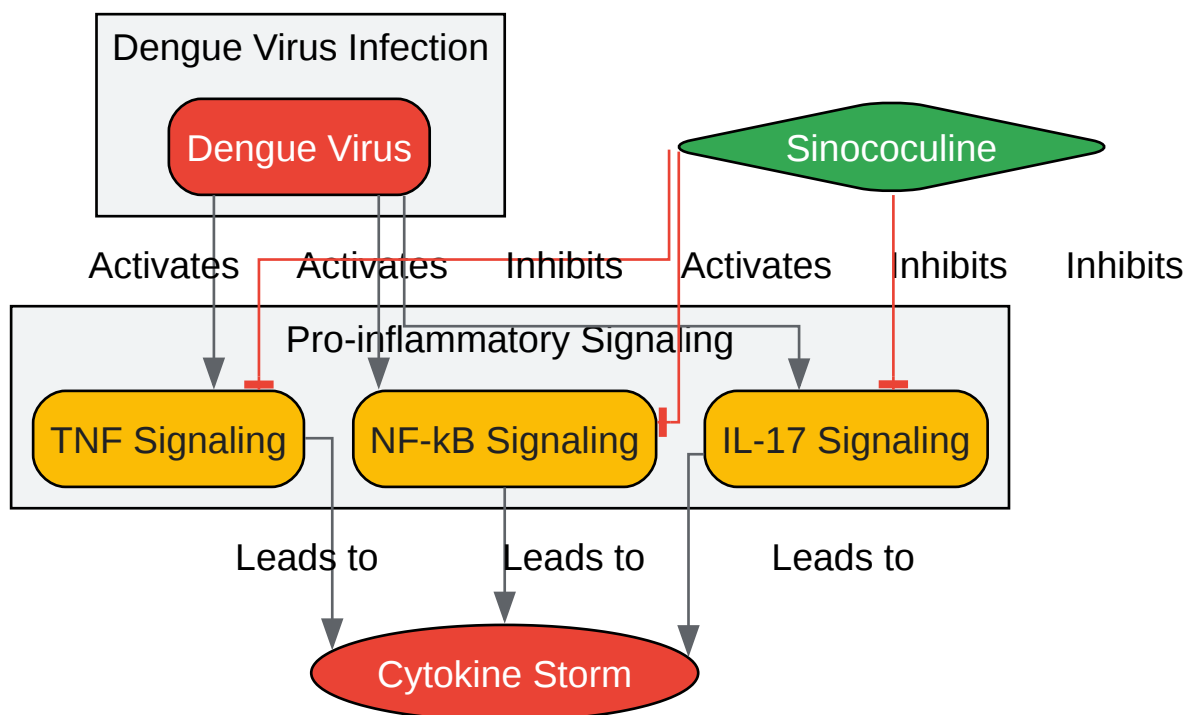 Dengue Virus Infection
Dengue Virus
Sinococuline
Activates
Activates
Inhibits
Activates
Inhibits
Inhibits
Pro-inflammatory Signaling
TNF Signaling
NF-kB Signaling
IL-17 Signaling
Leads to
Leads to
Leads to
Cytokine Storm